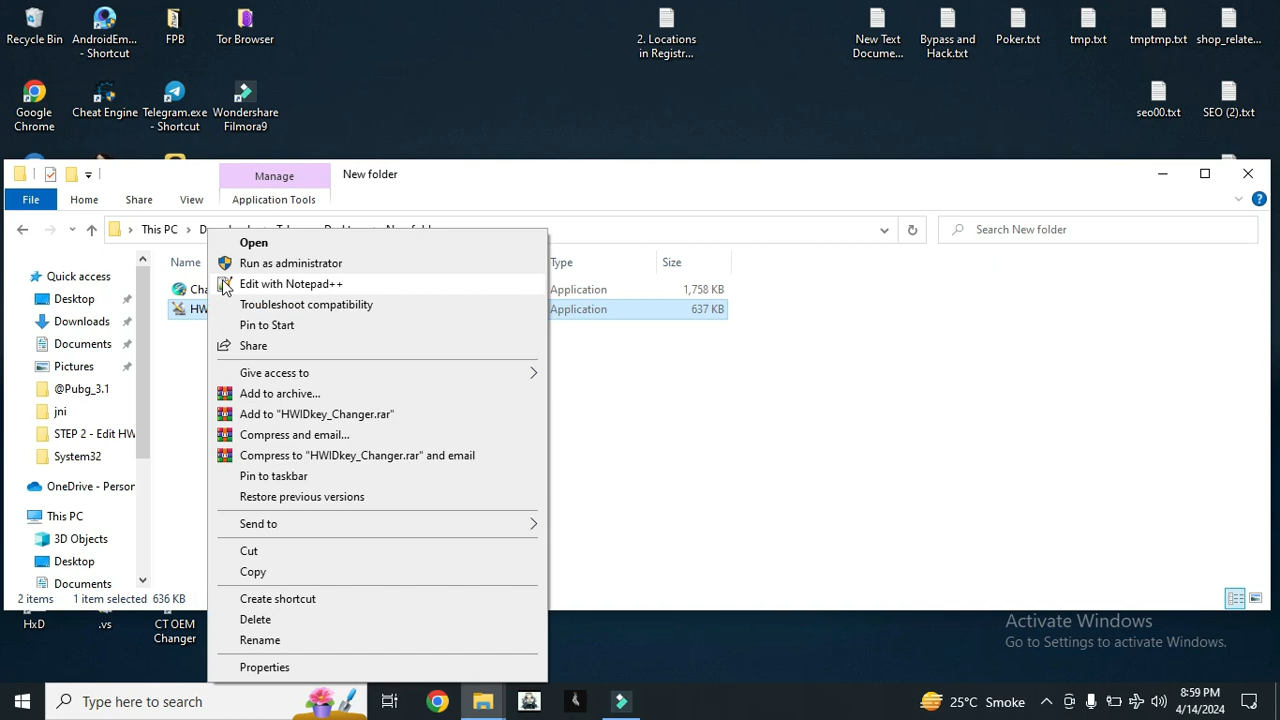 Recycle Bin
AndroidEm...
- Shortcut
FPB
Tor Browser
2. Locations
in Registr...
New Text
Docume...
Bypass and
Hack.txt
Poker.txt
tmp.txt
tmptmp.txt
shop_relate...
Google
Chrome
Cheat Engine
Telegram.exe
- Shortcut
Wondershare
Filmora9
seo00.txt
SEO (2).txt
Manage
New folder
File
Home
Share
View
Application Tools
This PC
Search New folder
Name
Type
Size
Quick access
Desktop
Downloads
Documents
Pictures
@Pubg_3.1
jni
STEP 2 - Edit HW
System32
OneDrive - Person
This PC
3D Objects
Desktop
Documents
Cha
Application
1,758 KB
HW
Application
637 KB
Open
Run as administrator
Edit with Notepad++
Troubleshoot compatibility
Pin to Start
Share
Give access to
Add to archive...
Add to "HWIDkey_Changer.rar"
Compress and email...
Compress to "HWIDkey_Changer.rar" and email
Pin to taskbar
Restore previous versions
Send to
Cut
Copy
Create shortcut
Delete
Rename
Properties
2 items
1 item selected 636 KB
HxD
.vs
CT OEM
Changer
Activate Windows
Go to Settings to activate Windows.
Type here to search
25°C Smoke
8:59 PM
4/14/2024